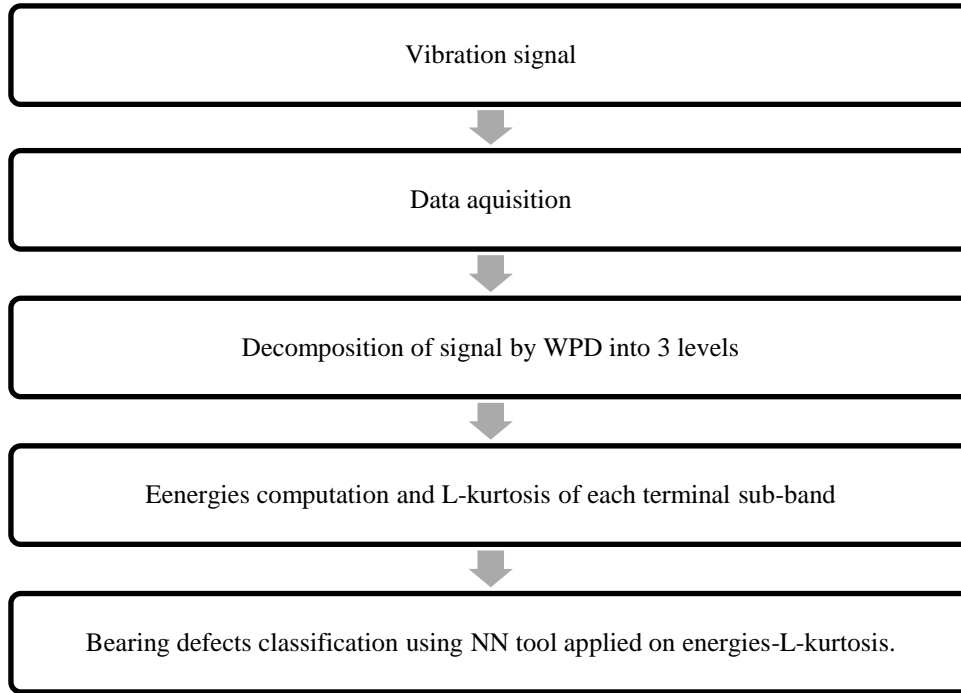 Vibration signal
Data aquisition
Decomposition of signal by WPD into 3 levels
Eenergies computation and L-kurtosis of each terminal sub-band
Bearing defects classification using NN tool applied on energies-L-kurtosis.